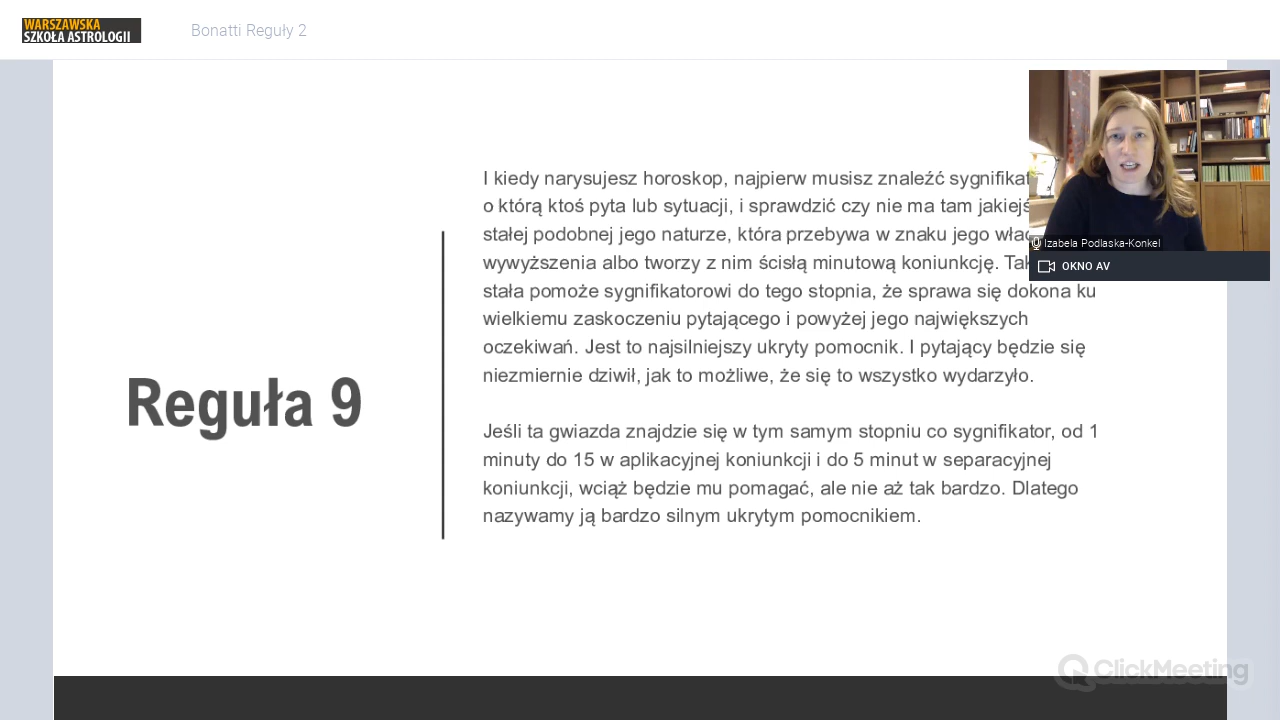 WARSZAWSKA
SZKOŁA ASTROLOGII
Bonatti Reguły 2
Reguła 9
I kiedy narysujesz horoskop, najpierw musisz znaleźć
o którą ktoś pyta lub sytuacji, i sprawdzić czy nie ma tam
stałej podobnej jego naturze, która przebywa w znaku jego
wywyższenia albo tworzy z nim ścisłą minutową koniunkcję.
stała pomoże sygnifikatorowi do tego stopnia, że sprawa się dokona ku
wielkiemu zaskoczeniu pytającego i powyżej jego największych
oczekiwań. Jest to najsilniejszy ukryty pomocnik. I pytający będzie się
niezmiernie dziwił, jak to możliwe, że się to wszystko wydarzyło.
Jeśli ta gwiazda znajdzie się w tym samym stopniu co sygnifikator, od 1
minuty do 15 w aplikacyjnej koniunkcji i do 5 minut w separacyjnej
koniunkcji, wciąż będzie mu pomagać, ale nie aż tak bardzo. Dlatego
nazywamy ją bardzo silnym ukrytym pomocnikiem.
Izabela Podlaska-Konkel
OKNO AV
ClickMeeting